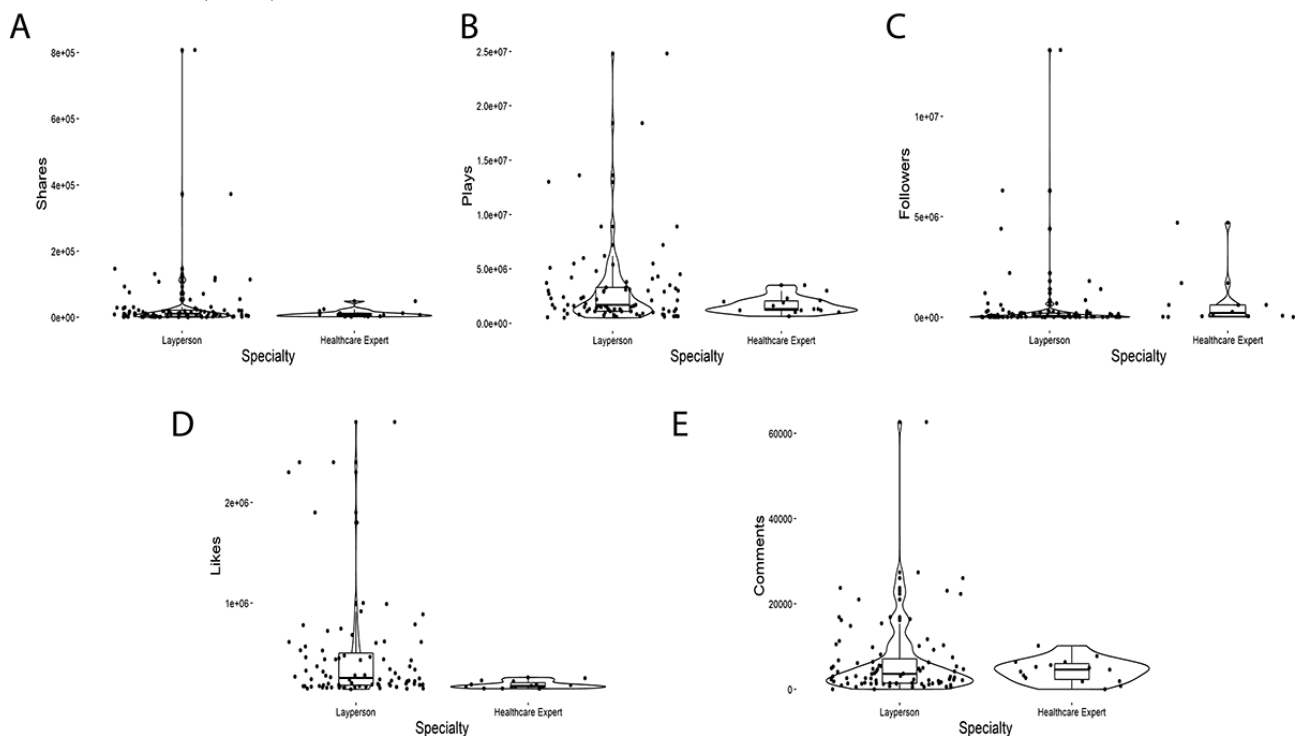 A
8e+05
6e+05
4e+05
2e+05
0e+00
Shares
Layperson
Healthcare Expert
Specialty
B
2.5e+07
2.0e+07
1.5e+07
1.0e+07
5.0e+06
0.0e+00
Plays
Layperson
Healthcare Expert
Specialty
C
1e+07
5e+06
0e+00
Followers
Layperson
Healthcare Expert
Specialty
D
2e+06
1e+06
Likes
Layperson
Healthcare Expert
Specialty
E
60000
40000
20000
0
Comments
Layperson
Healthcare Expert
Specialty